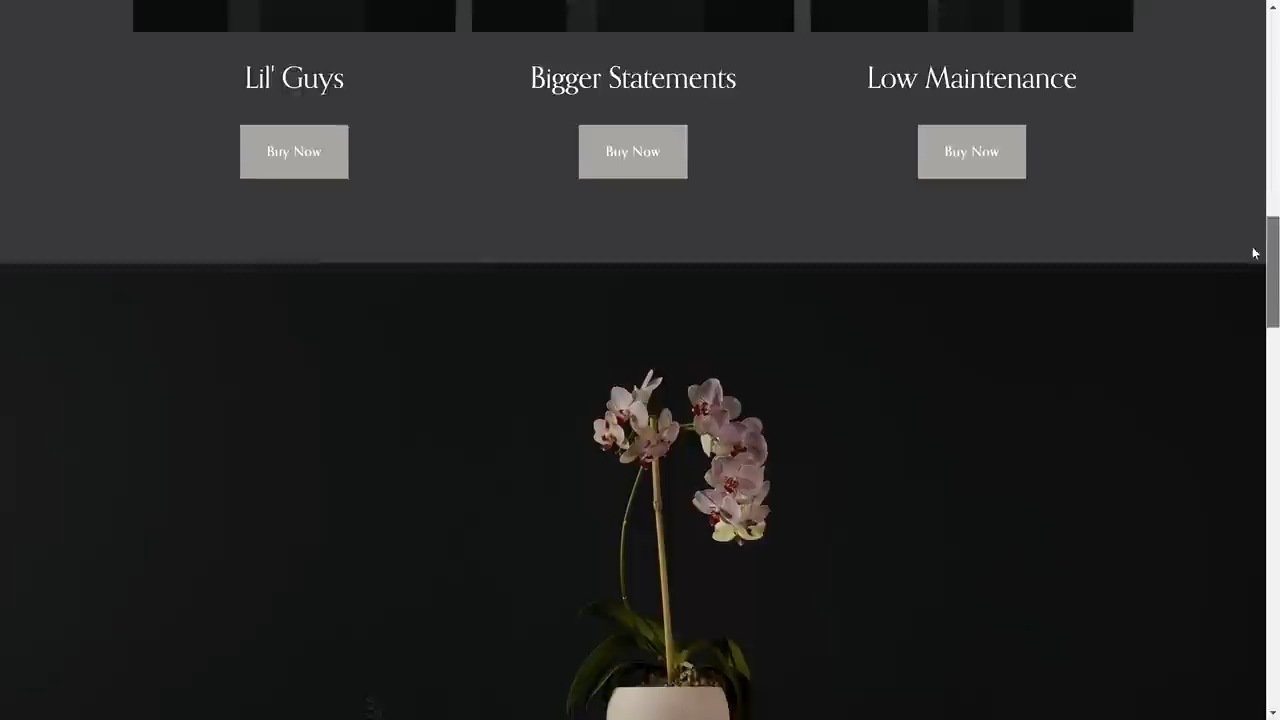 Lil' Guys
Bigger Statements
Low Maintenance
Buy Now
Buy Now
Buy Now